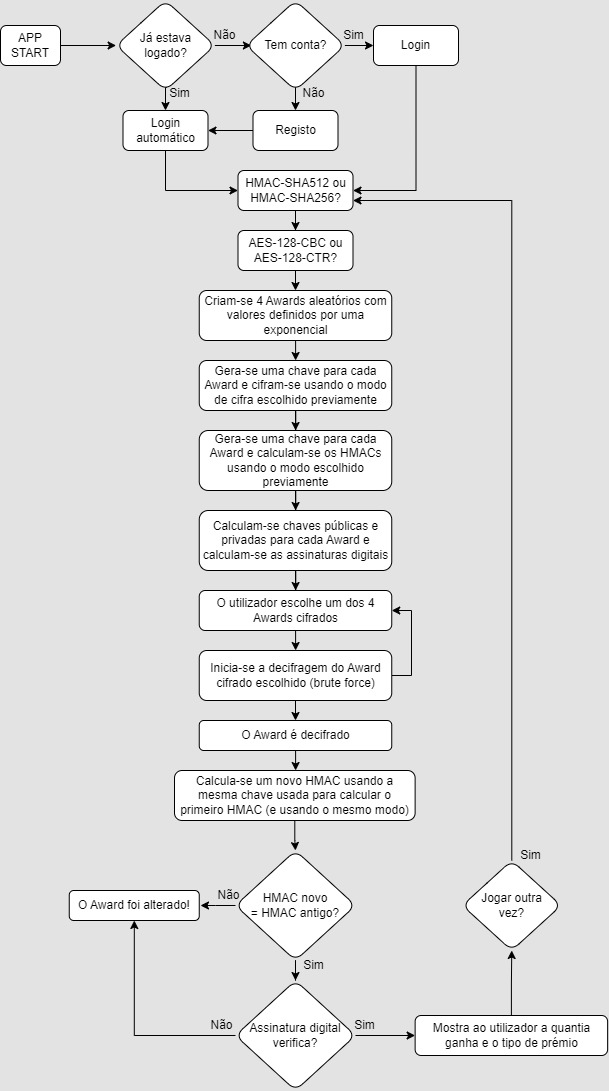 APP
START
Já estava
logado?
Não
Tem conta?
Sim
Login
Sim
Não
Login
automático
Registo
HMAC-SHA512 ou
HMAC-SHA256?
AES-128-CBC ou
AES-128-CTR?
Criam-se 4 Awards aleatórios com
valores definidos por uma
exponencial
Gera-se uma chave para cada
Award e cifram-se usando o modo
de cifra escolhido previamente
Gera-se uma chave para cada
Award e calculam-se os HMACs
usando o modo escolhido
previamente
Calculam-se chaves públicas e
privadas para cada Award e
calculam-se as assinaturas digitais
O utilizador escolhe um dos 4
Awards cifrados
Inicia-se a decifragem do Award
cifrado escolhido (brute force)
O Award é decifrado
Calcula-se um novo HMAC usando a
mesma chave usada para calcular o
primeiro HMAC (e usando o mesmo modo)
HMAC novo
= HMAC antigo?
Não
O Award foi alterado!
Sim
Assinatura digital
verifica?
Não
Sim
Mostra ao utilizador a quantia
ganha e o tipo de prémio
Jogar outra
vez?
Sim